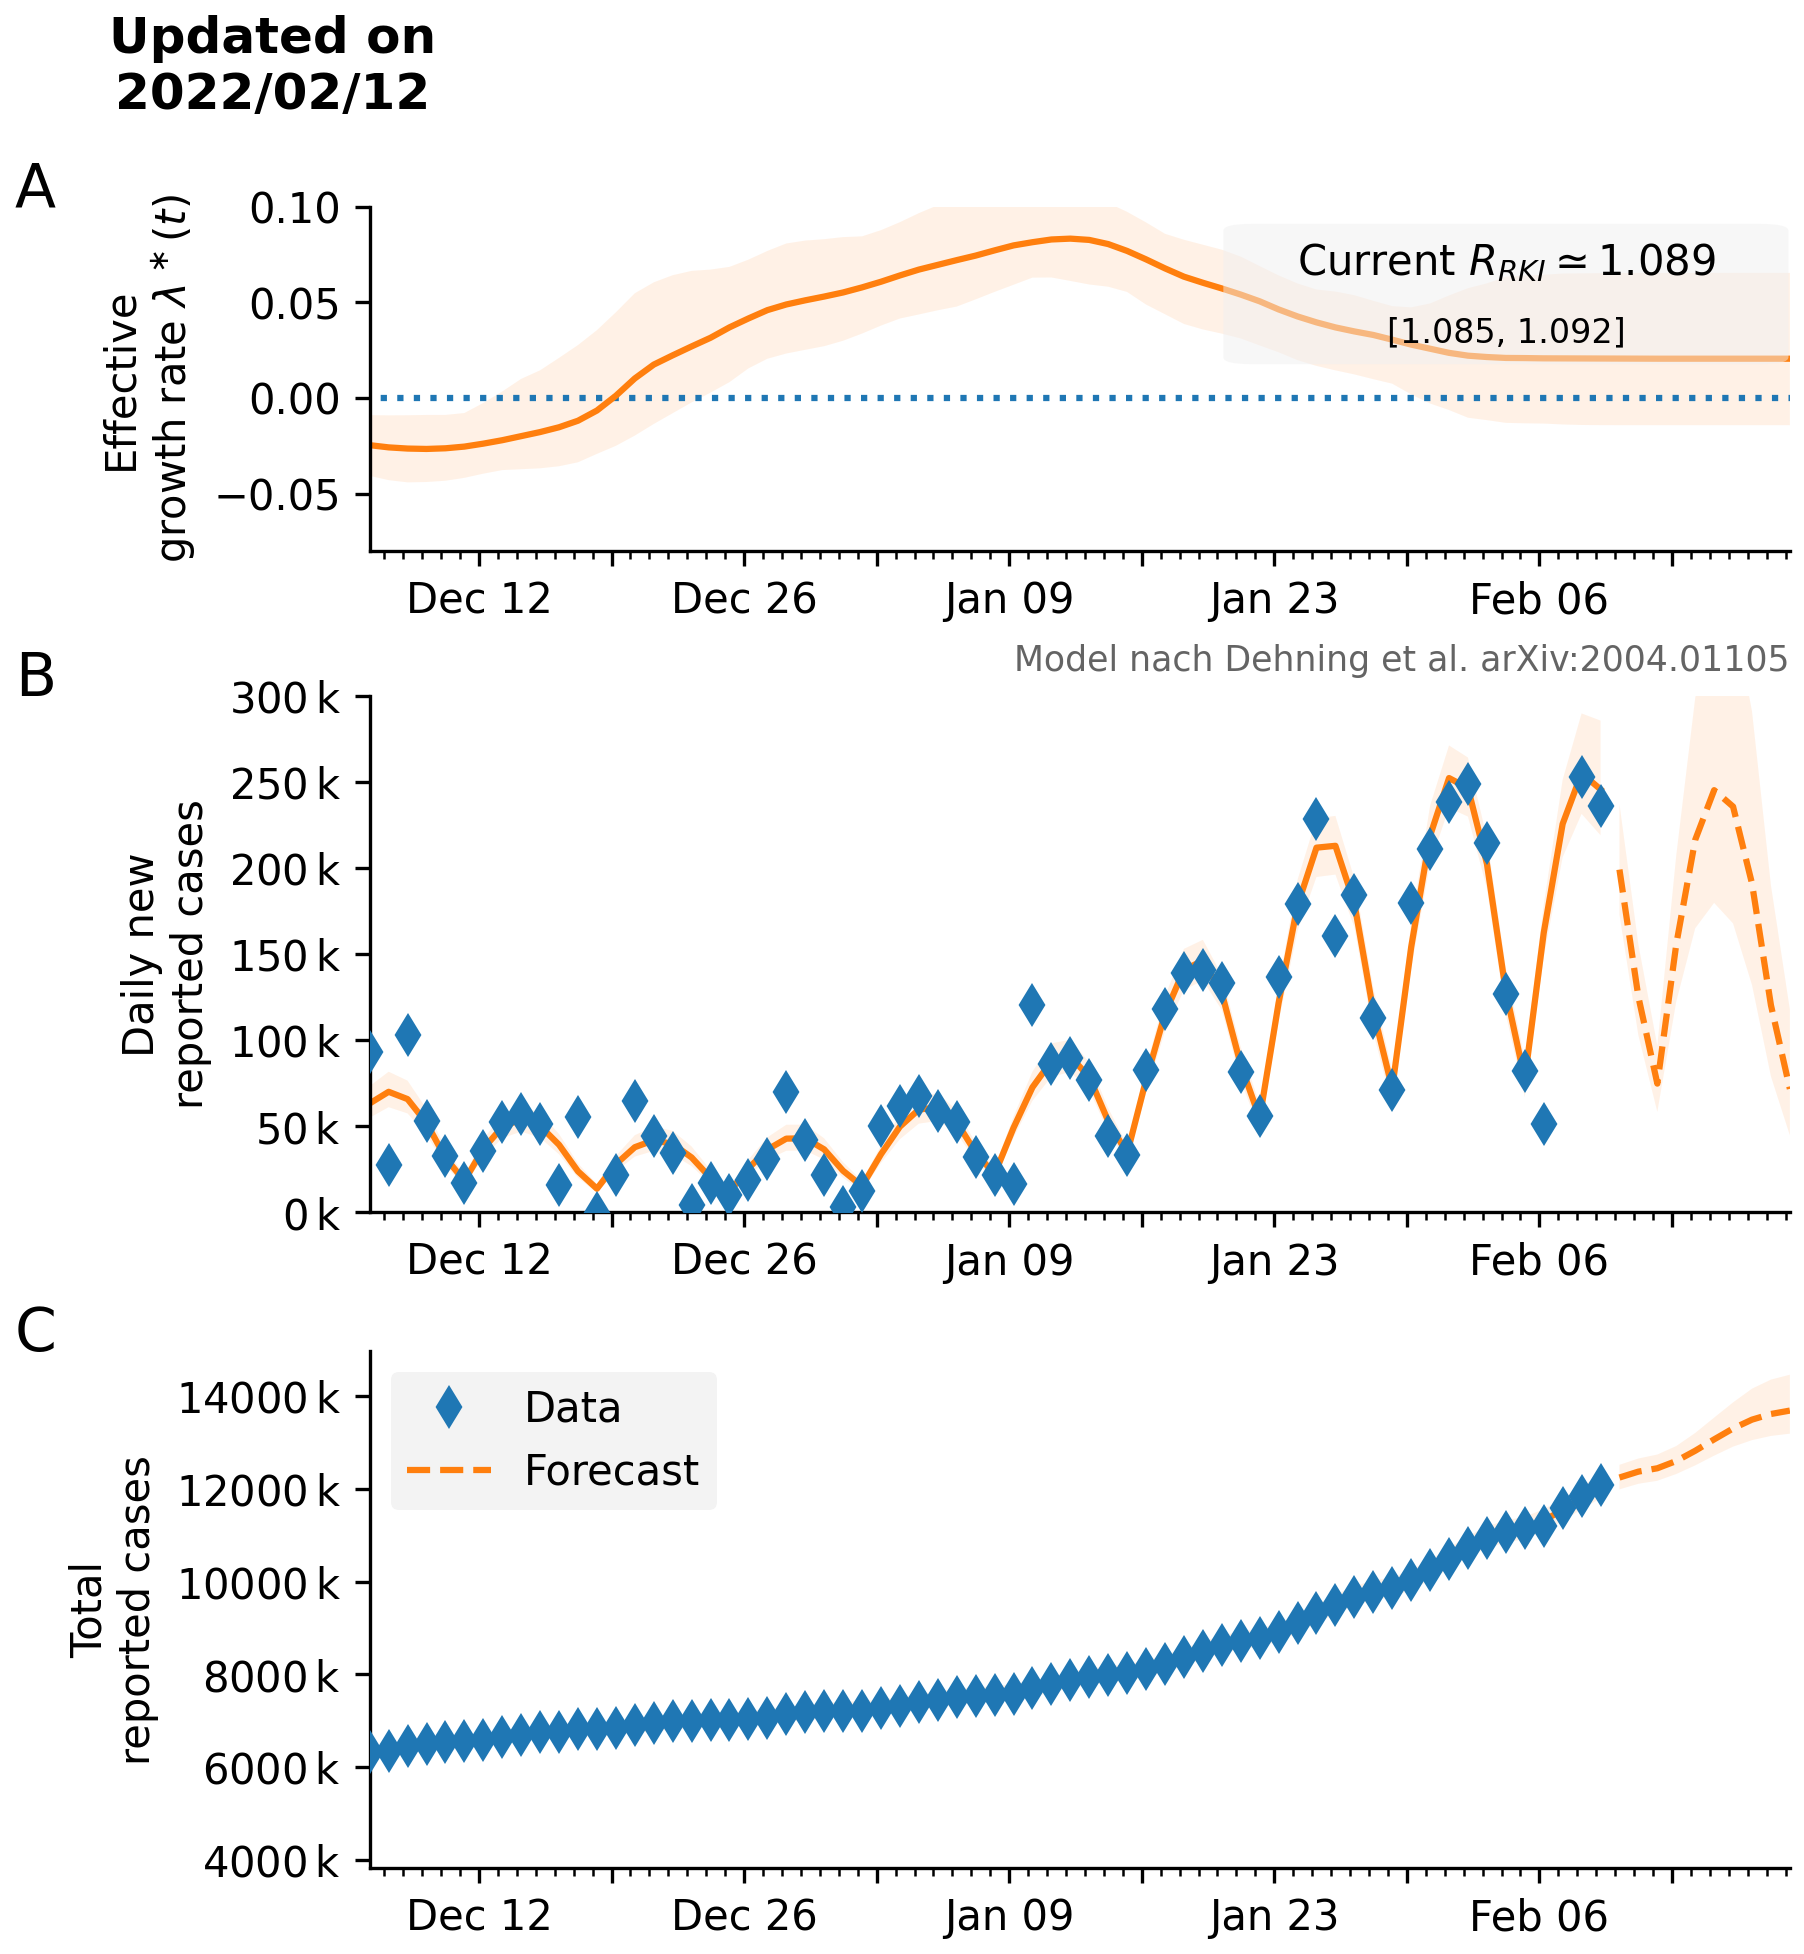 Updated on
2022/02/12
A
Effective
growth rate λ * (t)
0.10
0.05
0.00
−0.05
Current R_RKI ≃ 1.089
[1.085, 1.092]
Dec 12
Dec 26
Jan 09
Jan 23
Feb 06
B
Model nach Dehning et al. arXiv:2004.01105
Daily new
reported cases
300 k
250 k
200 k
150 k
100 k
50 k
0 k
Dec 12
Dec 26
Jan 09
Jan 23
Feb 06
C
Total
reported cases
14000 k
12000 k
10000 k
8000 k
6000 k
4000 k
Data
Forecast
Dec 12
Dec 26
Jan 09
Jan 23
Feb 06